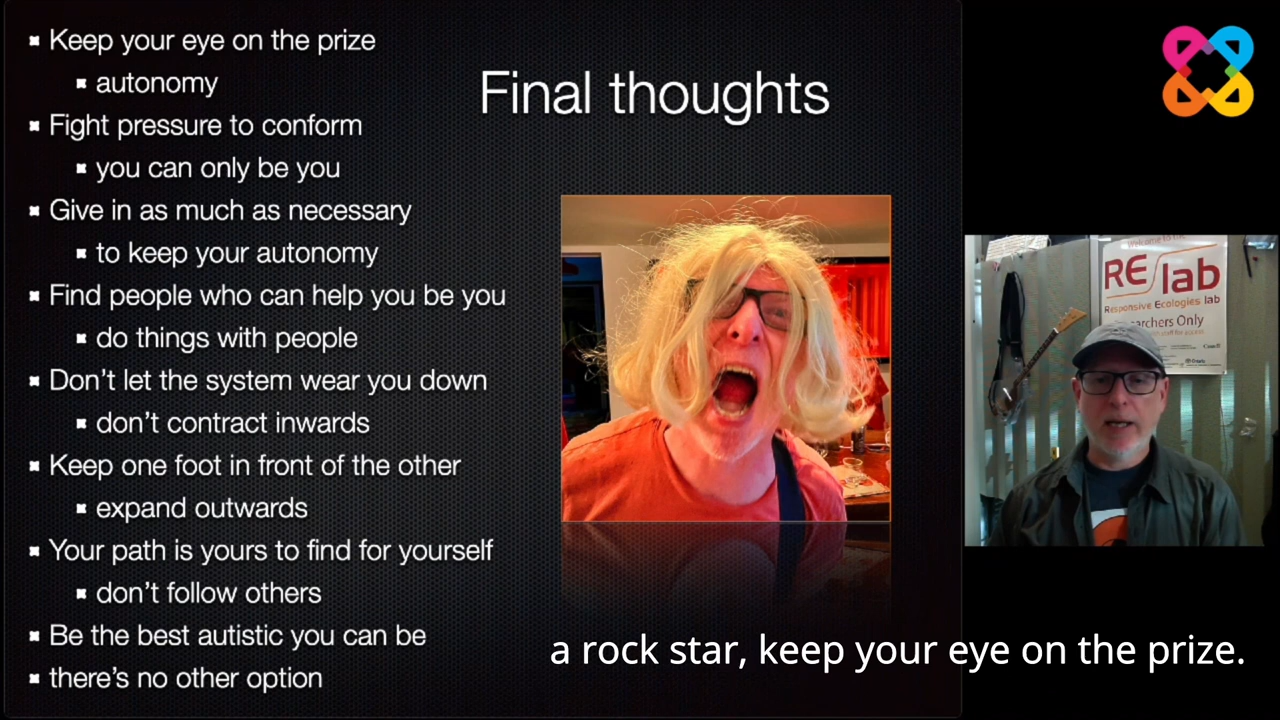 Keep your eye on the prize
autonomy
Fight pressure to conform
you can only be you
Give in as much as necessary
to keep your autonomy
Find people who can help you be you
do things with people
Don't let the system wear you down
don't contract inwards
Keep one foot in front of the other
expand outwards
Your path is yours to find for yourself
don't follow others
Be the best autistic you can be
there's no other option
Final thoughts
Welcome to the
RE lab
Responsive Ecologies lab
archers Only
a rock star, keep your eye on the prize.